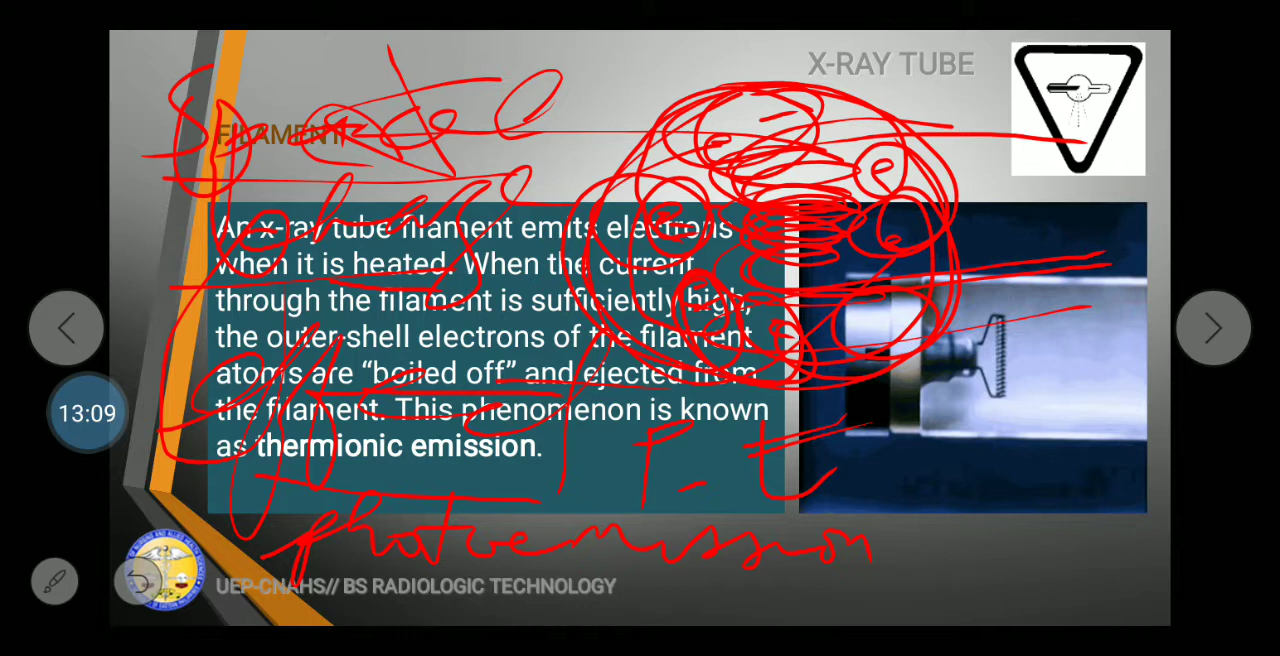 X-RAY TUBE
FILAMENT
An x-ray tube filament emits electrons
when it is heated. When the current
through the filament is sufficiently high,
the outer-shell electrons of the filament
atoms are “boiled off” and ejected from
the filament. This phenomenon is known
as thermionic emission.
13:09
photoemission
UEP-CNAHS// BS RADIOLOGIC TECHNOLOGY